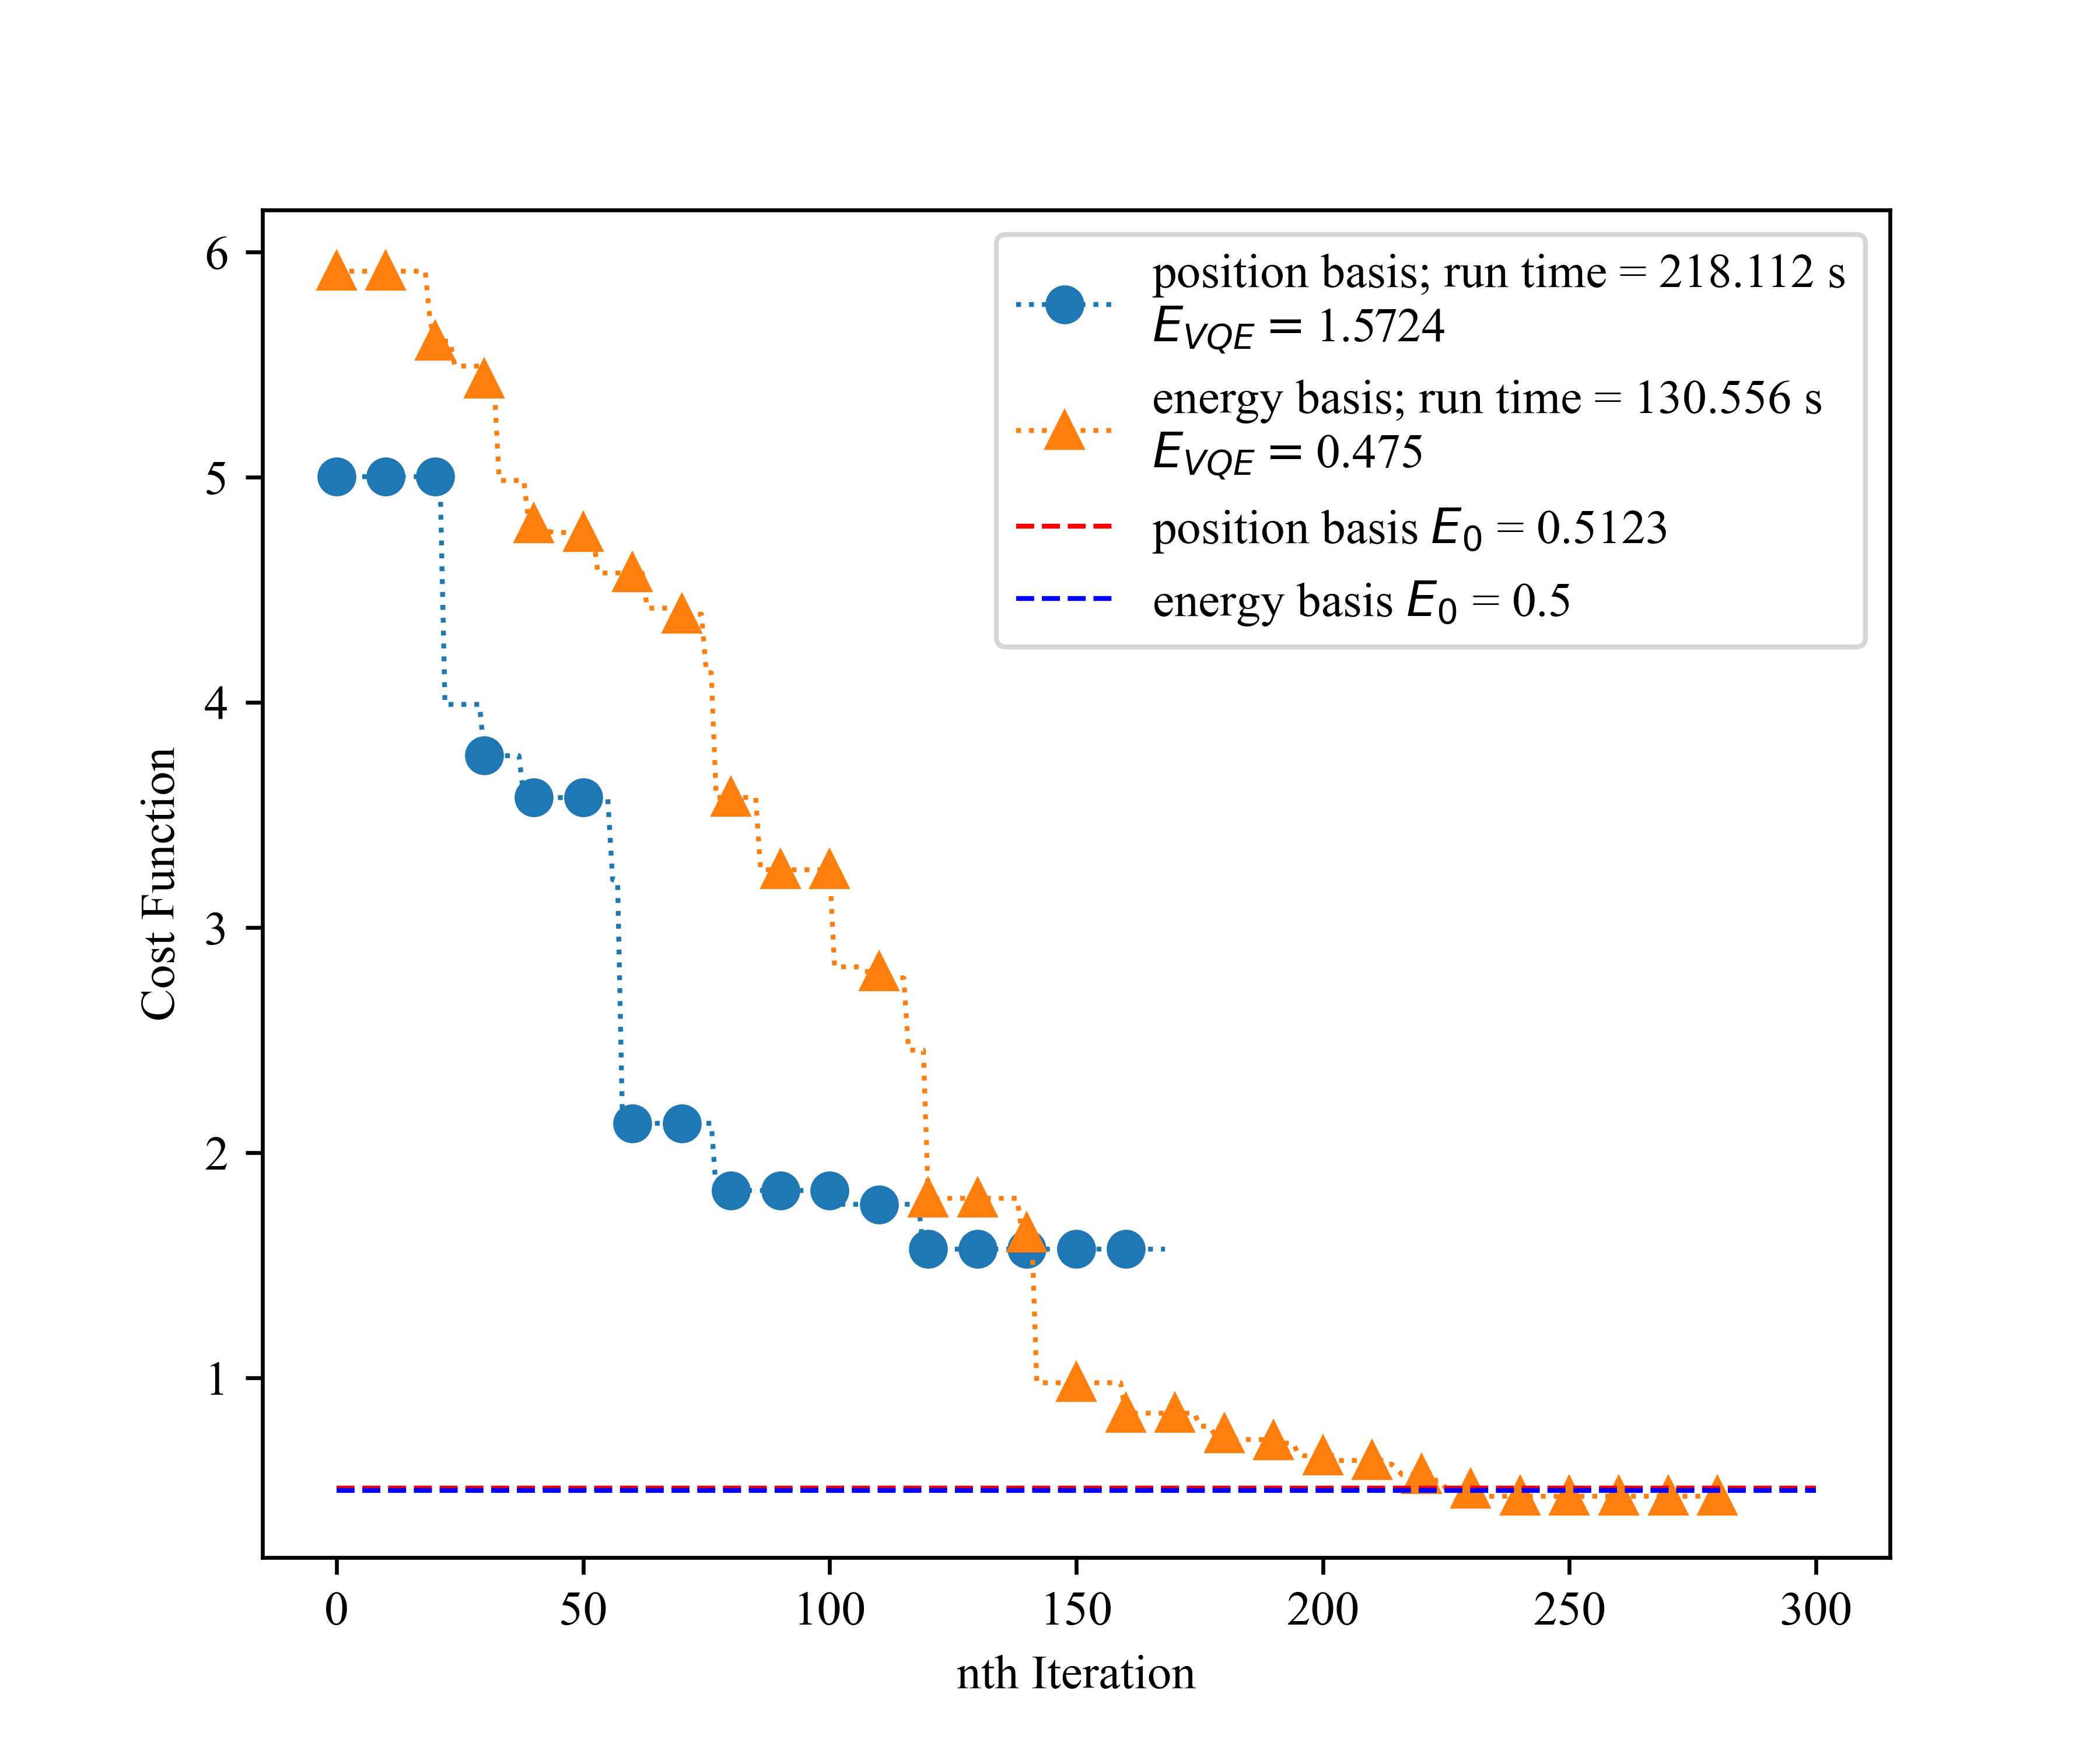 position basis; run time = 218.112 s
E_VQE = 1.5724
energy basis; run time = 130.556 s
E_VQE = 0.475
position basis E_0 = 0.5123
energy basis E_0 = 0.5
6
5
4
3
2
1
Cost Function
0 50 100 150 200 250 300
nth Iteration